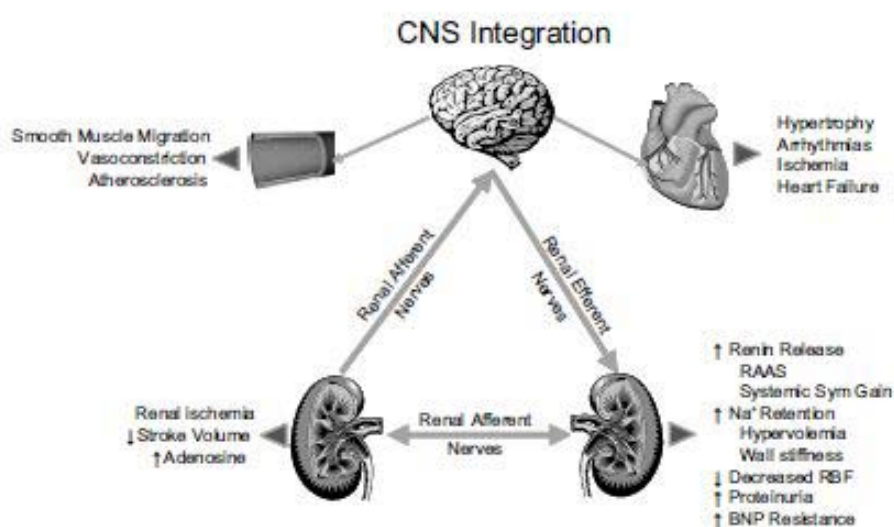 CNS Integration
Smooth Muscle Migration
Vasoconstriction
Atherosclerosis
Hypertrophy
Arrhythmias
Ischemia
Heart Failure
Renal Afferent
Nerves
Renal Efferent
Nerves
Renal ischemia
↓ Stroke Volume
↑ Adenosine
Renal Afferent
Nerves
↑ Renin Release
RAAS
Systemic Sym Gain
↑ Na⁺ Retention
Hypervolemia
Wall stiffness
↓ Decreased RBF
↑ Proteinuria
↑ BNP Resistance